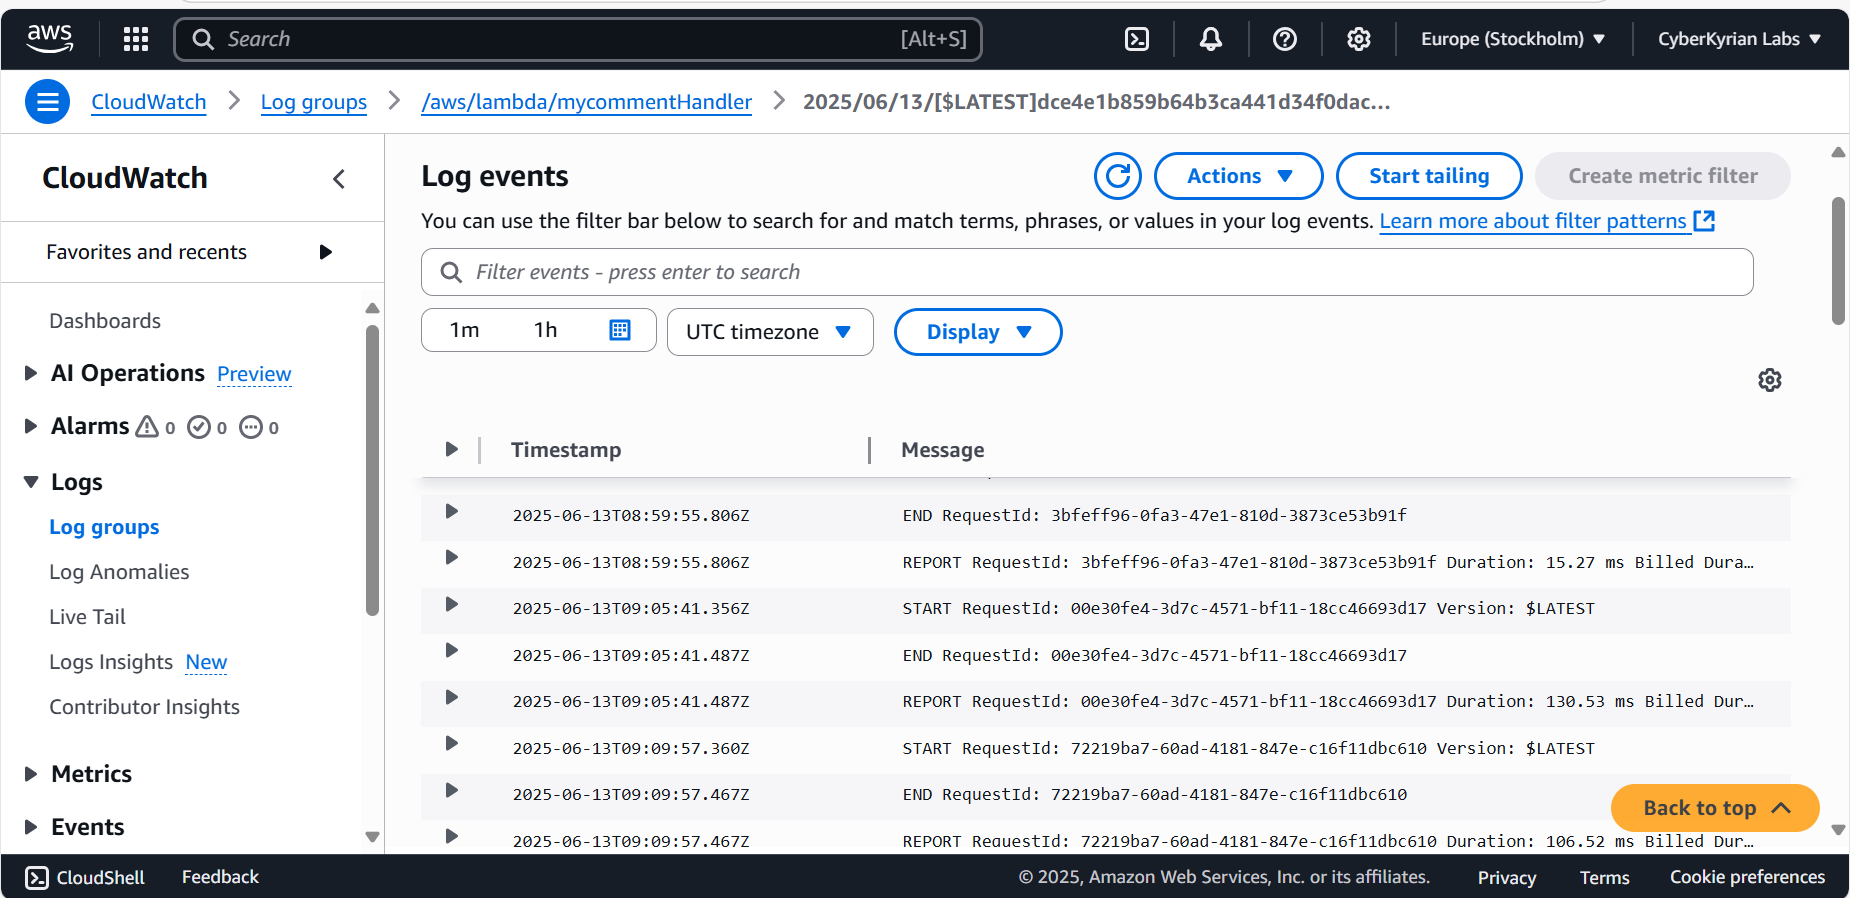 aws
Search [Alt+S]
Europe (Stockholm)
CyberKyrian Labs
CloudWatch
Log groups
/aws/lambda/mycommentHandler
2025/06/13/[$LATEST]dce4e1b859b64b3ca441d34f0dac...
CloudWatch
Favorites and recents
Dashboards
AI Operations Preview
Alarms 0 0 0
Logs
Log groups
Log Anomalies
Live Tail
Logs Insights New
Contributor Insights
Metrics
Events
Log events
Actions
Start tailing
Create metric filter
You can use the filter bar below to search for and match terms, phrases, or values in your log events. Learn more about filter patterns
Filter events - press enter to search
1m 1h
UTC timezone
Display
Timestamp Message
2025-06-13T08:59:55.806Z END RequestId: 3bfeff96-0fa3-47e1-810d-3873ce53b91f
2025-06-13T08:59:55.806Z REPORT RequestId: 3bfeff96-0fa3-47e1-810d-3873ce53b91f Duration: 15.27 ms Billed Dura…
2025-06-13T09:05:41.356Z START RequestId: 00e30fe4-3d7c-4571-bf11-18cc46693d17 Version: $LATEST
2025-06-13T09:05:41.487Z END RequestId: 00e30fe4-3d7c-4571-bf11-18cc46693d17
2025-06-13T09:05:41.487Z REPORT RequestId: 00e30fe4-3d7c-4571-bf11-18cc46693d17 Duration: 130.53 ms Billed Dur…
2025-06-13T09:09:57.360Z START RequestId: 72219ba7-60ad-4181-847e-c16f11dbc610 Version: $LATEST
2025-06-13T09:09:57.467Z END RequestId: 72219ba7-60ad-4181-847e-c16f11dbc610
2025-06-13T09:09:57.467Z REPORT RequestId: 72219ba7-60ad-4181-847e-c16f11dbc610 Duration: 106.52 ms Billed Dur…
Back to top
CloudShell
Feedback
© 2025, Amazon Web Services, Inc. or its affiliates.
Privacy
Terms
Cookie preferences